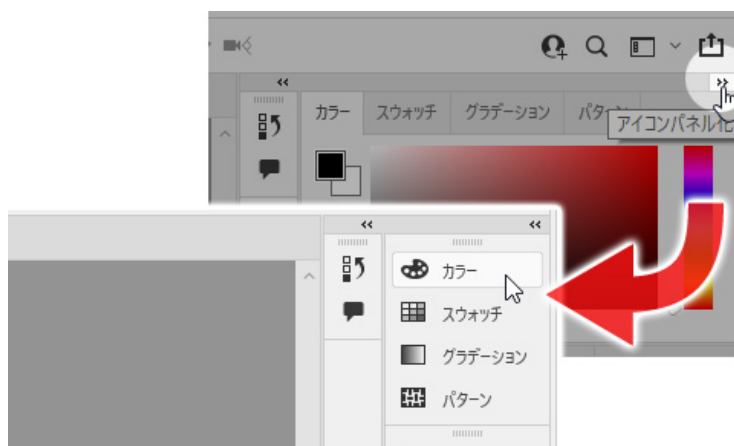 カラー スウォッチ グラデーション パターン
アイコンパネル化
カラー
スウォッチ
グラデーション
パターン